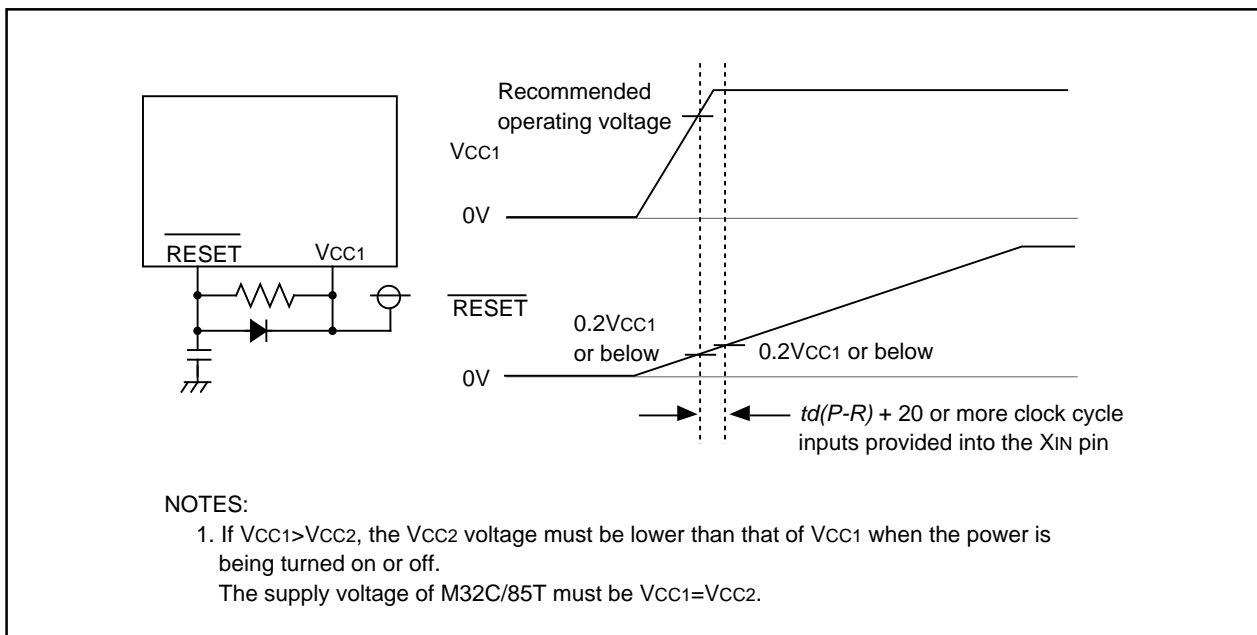 RESET
VCC1
Recommended
operating voltage
VCC1
0V
RESET
0.2VCC1
or below
0.2VCC1 or below
0V
td(P-R) + 20 or more clock cycle
inputs provided into the XIN pin
NOTES:
1. If VCC1>VCC2, the VCC2 voltage must be lower than that of VCC1 when the power is
being turned on or off.
The supply voltage of M32C/85T must be VCC1=VCC2.